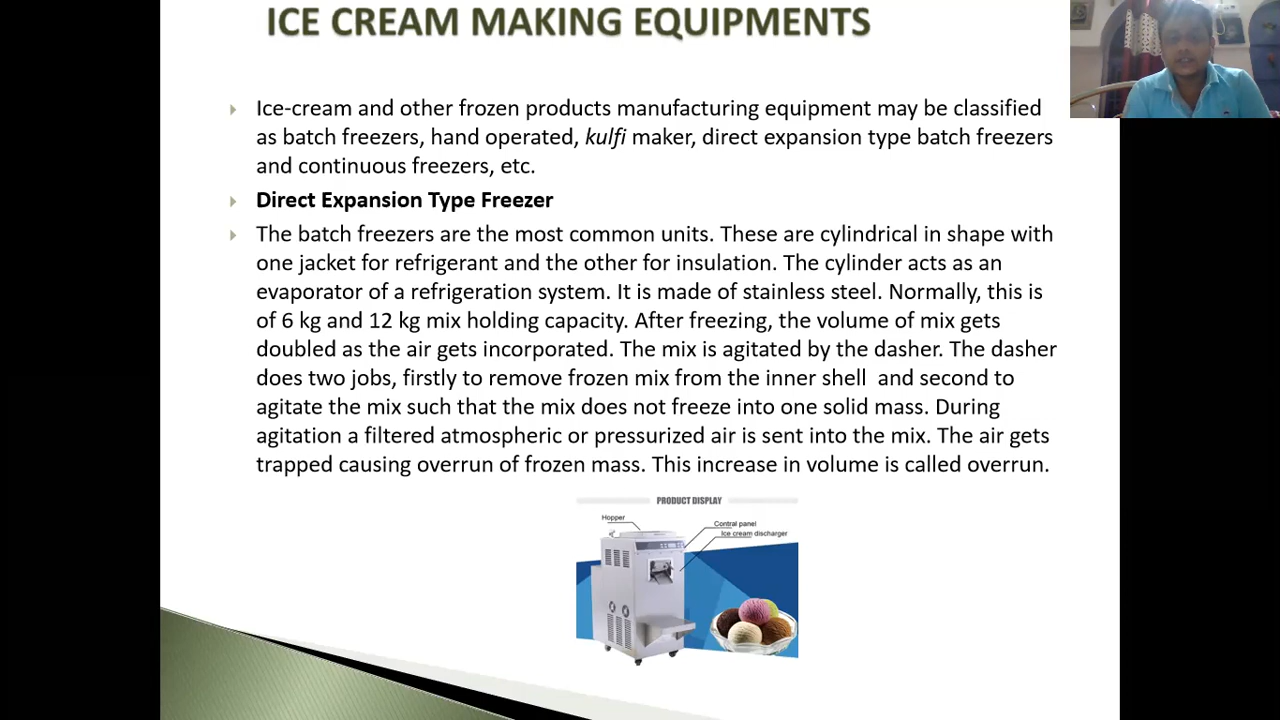 ICE CREAM MAKING EQUIPMENTS
Ice-cream and other frozen products manufacturing equipment may be classified
as batch freezers, hand operated, kulfi maker, direct expansion type batch freezers
and continuous freezers, etc.
Direct Expansion Type Freezer
The batch freezers are the most common units. These are cylindrical in shape with
one jacket for refrigerant and the other for insulation. The cylinder acts as an
evaporator of a refrigeration system. It is made of stainless steel. Normally, this is
of 6 kg and 12 kg mix holding capacity. After freezing, the volume of mix gets
doubled as the air gets incorporated. The mix is agitated by the dasher. The dasher
does two jobs, firstly to remove frozen mix from the inner shell and second to
agitate the mix such that the mix does not freeze into one solid mass. During
agitation a filtered atmospheric or pressurized air is sent into the mix. The air gets
trapped causing overrun of frozen mass. This increase in volume is called overrun.
PRODUCT DISPLAY
Hopper
Contral panel
Ice cream discharger